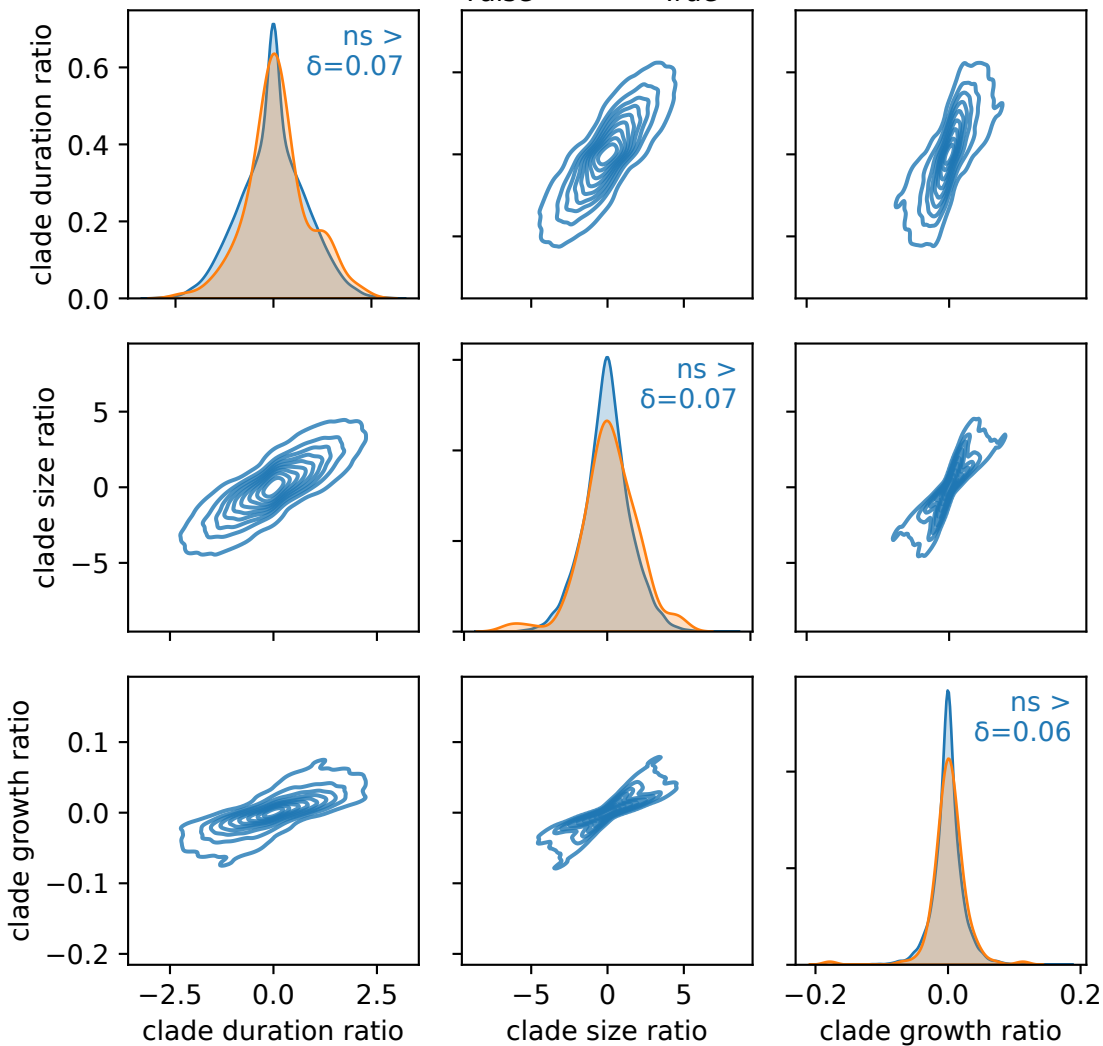 clade duration ratio
0.6
0.4
0.2
0.0
ns >
δ=0.07
clade size ratio
5
0
−5
ns >
δ=0.07
clade growth ratio
0.1
0.0
−0.1
−0.2
ns >
δ=0.06
−2.5 0.0 2.5
−5 0 5
−0.2 0.0 0.2
clade duration ratio
clade size ratio
clade growth ratio